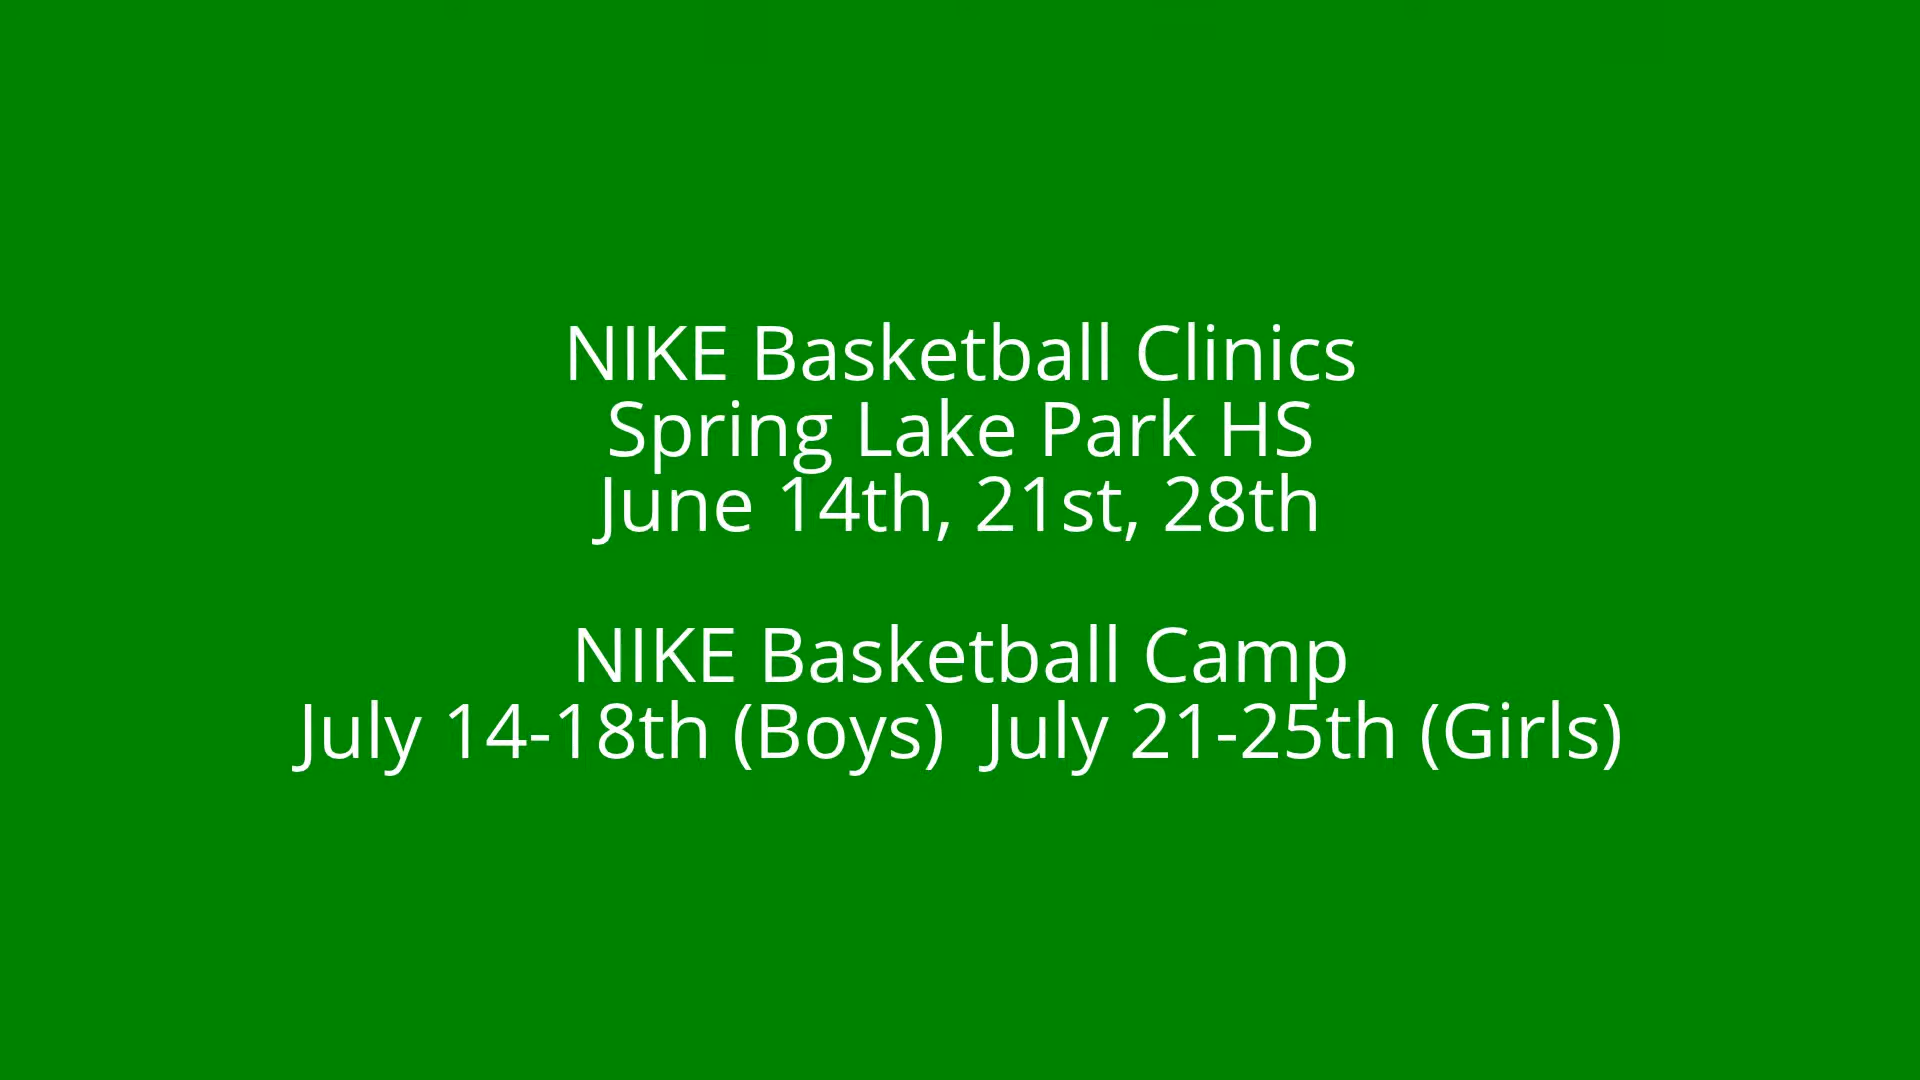 NIKE Basketball Clinics
Spring Lake Park HS
June 14th, 21st, 28th
NIKE Basketball Camp
July 14-18th (Boys)  July 21-25th (Girls)